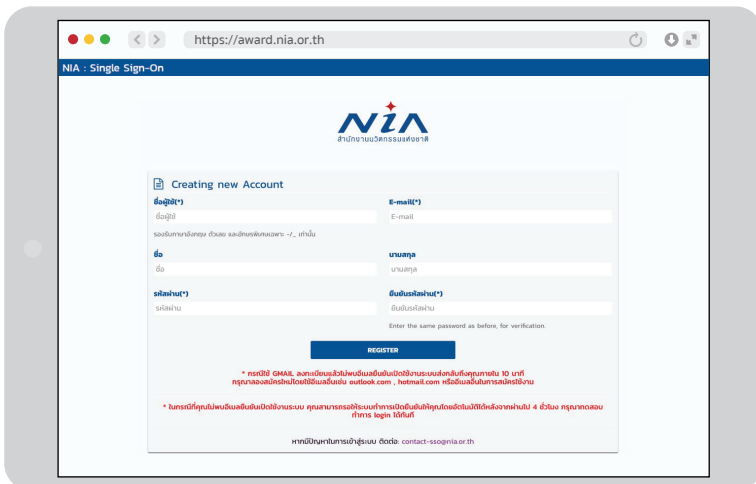 https://award.nia.or.th
NIA : Single Sign-On
NiA
สำนักงานนวัตกรรมแห่งชาติ
Creating new Account
ชื่อผู้ใช้(*) E-mail(*)
ชื่อผู้ใช้ E-mail
รองรับภาษาอังกฤษ ตัวเลข และอักษรพิเศษเฉพาะ -/_ เท่านั้น
ชื่อ นามสกุล
ชื่อ นามสกุล
รหัสผ่าน(*) ยืนยันรหัสผ่าน(*)
รหัสผ่าน ยืนยันรหัสผ่าน
Enter the same password as before, for verification.
REGISTER
* กรณีใช้ GMAIL ลงทะเบียนแล้วไม่พบอีเมลยืนยันเปิดใช้งานระบบส่งกลับถึงคุณภายใน 10 นาที
กรุณาลองสมัครใหม่โดยใช้อีเมลอื่นเช่น outlook.com , hotmail.com หรืออีเมลอื่นในการสมัครใช้งาน
* ในกรณีที่คุณไม่พบอีเมลยืนยันเปิดใช้งานระบบ คุณสามารถรอให้ระบบทำการเปิดยืนยันให้คุณโดยอัตโนมัติได้หลังจากผ่านไป 4 ชั่วโมง กรุณาทดสอบ
ทำการ login ได้ทันที
หากมีปัญหาในการเข้าสู่ระบบ ติดต่อ: contact-sso@nia.or.th